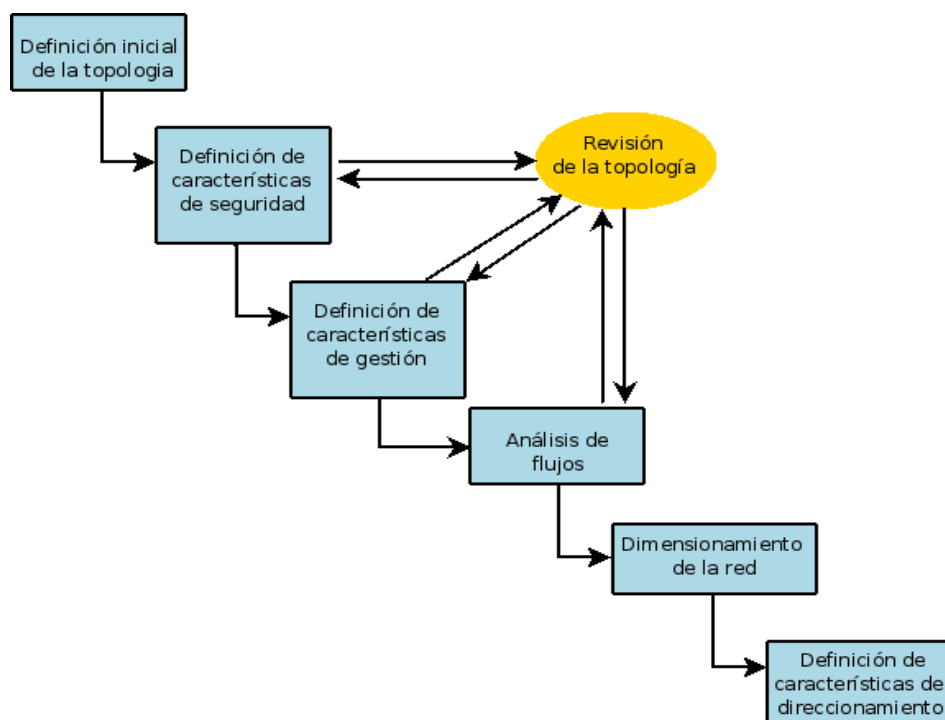 Definición inicial
de la topologia
Definición de
características
de seguridad
Revisión
de la topología
Definición de
características
de gestión
Análisis de
flujos
Dimensionamiento
de la red
Definición de
características de
direccionamiento